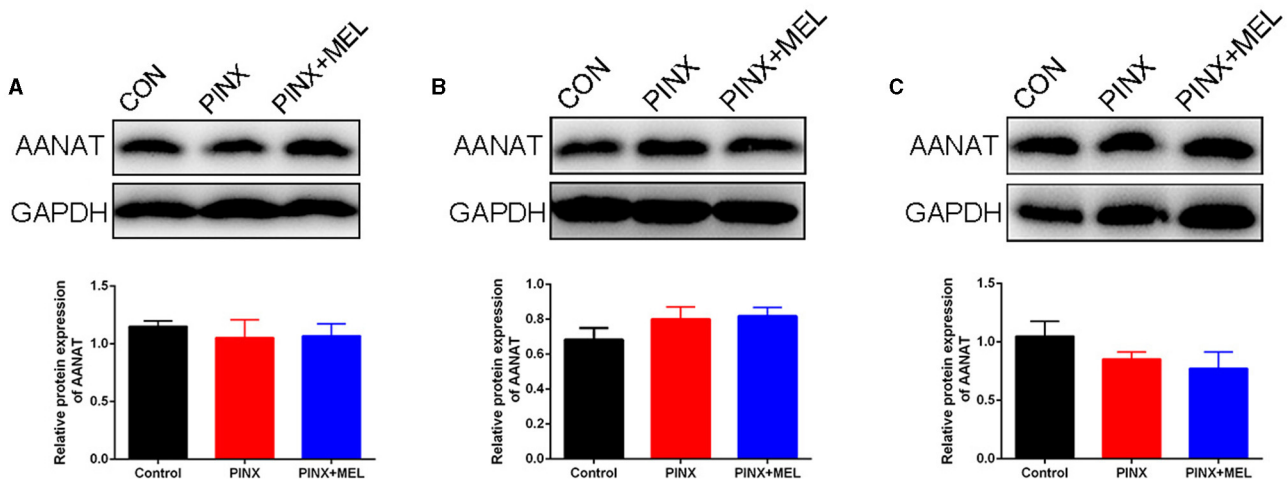 A
CON
PINX
PINX+MEL
AANAT
GAPDH
Relative protein expression
of AANAT
1.5
1.0
0.5
0.0
Control
PINX
PINX+MEL
B
CON
PINX
PINX+MEL
AANAT
GAPDH
Relative protein expression
of AANAT
1.0
0.8
0.6
0.4
0.2
0.0
Control
PINX
PINX+MEL
C
CON
PINX
PINX+MEL
AANAT
GAPDH
Relative protein expression
of AANAT
1.5
1.0
0.5
0.0
Control
PINX
PINX+MEL